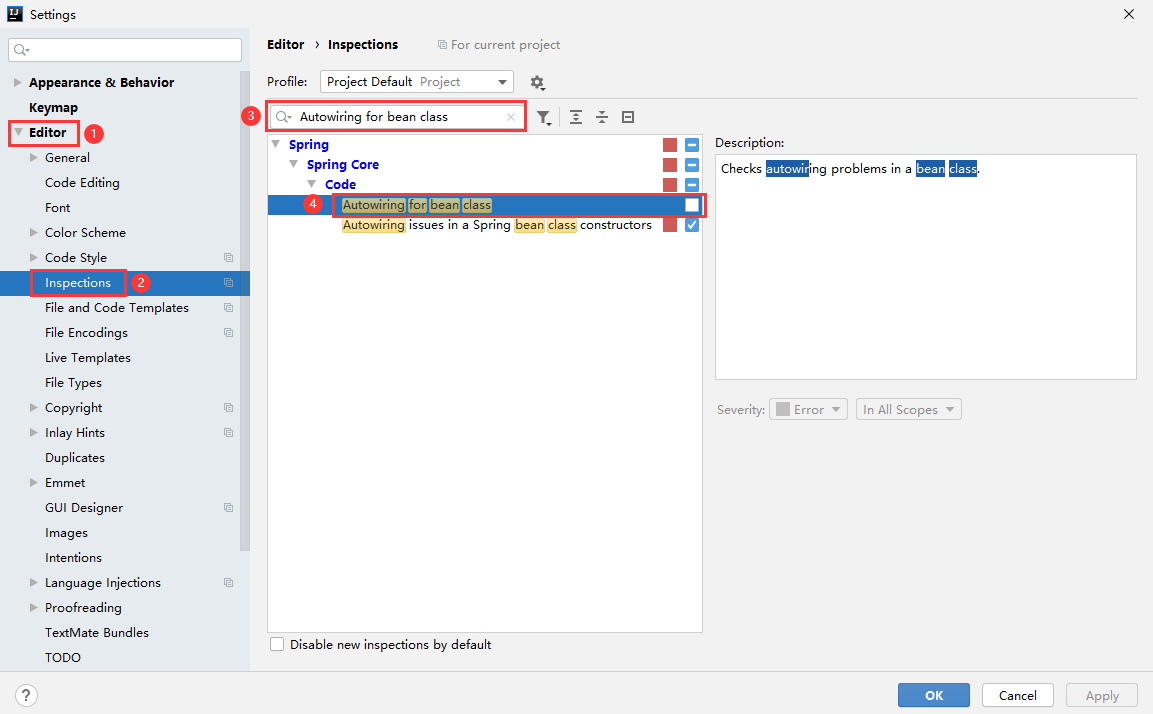 Settings
Editor › Inspections For current project
Profile: Project Default Project
Appearance & Behavior
Keymap
Editor 1
General
Code Editing
Font
Color Scheme
Code Style
Inspections 2
File and Code Templates
File Encodings
Live Templates
File Types
Copyright
Inlay Hints
Duplicates
Emmet
GUI Designer
Images
Intentions
Language Injections
Proofreading
TextMate Bundles
TODO
3 Autowiring for bean class
Spring
Spring Core
Code
4 Autowiring for bean class
Autowiring issues in a Spring bean class constructors
Disable new inspections by default
Description:
Checks autowiring problems in a bean class.
Severity: Error In All Scopes
? OK Cancel Apply